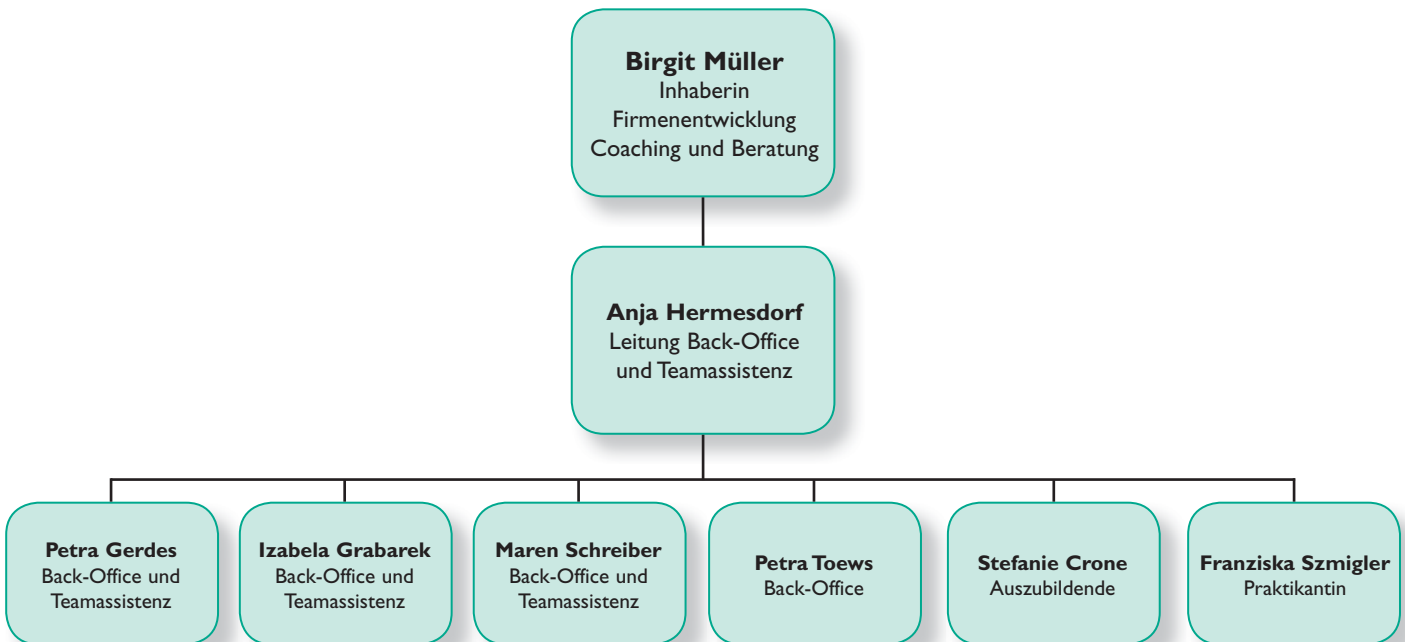 Birgit Müller
Inhaberin
Firmenentwicklung
Coaching und Beratung
Anja Hermesdorf
Leitung Back-Office
und Teamassistenz
Petra Gerdes
Back-Office und
Teamassistenz
Izabela Grabarek
Back-Office und
Teamassistenz
Maren Schreiber
Back-Office und
Teamassistenz
Petra Toews
Back-Office
Stefanie Crone
Auszubildende
Franziska Szmigler
Praktikantin